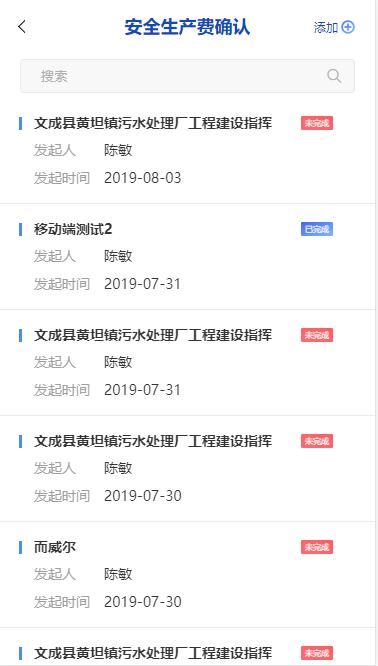 安全生产费确认
添加
搜索
文成县黄坦镇污水处理厂工程建设指挥 未完成
发起人 陈敏
发起时间 2019-08-03
移动端测试2 已完成
发起人 陈敏
发起时间 2019-07-31
文成县黄坦镇污水处理厂工程建设指挥 未完成
发起人 陈敏
发起时间 2019-07-31
文成县黄坦镇污水处理厂工程建设指挥 未完成
发起人 陈敏
发起时间 2019-07-30
而威尔 未完成
发起人 陈敏
发起时间 2019-07-30
文成县黄坦镇污水处理厂工程建设指挥 未完成